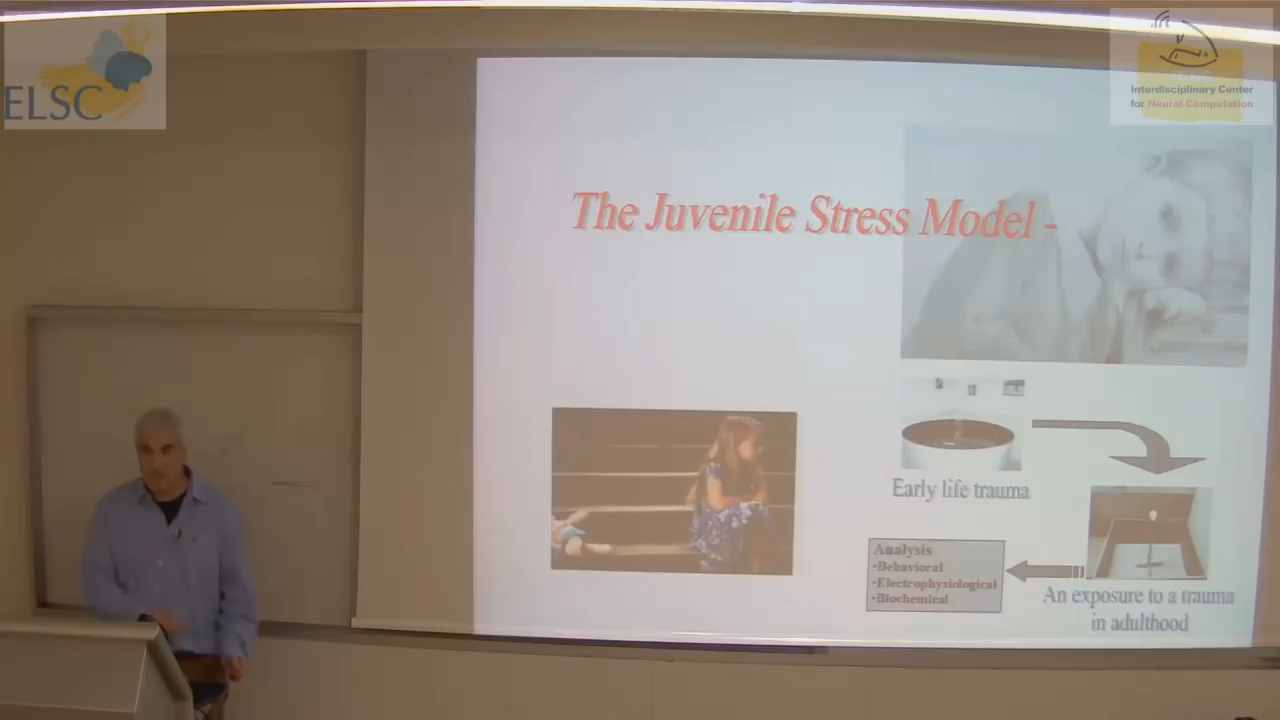 ELSC
Interdisciplinary Center
for Neural Computation
The Juvenile Stress Model -
Early life trauma
Analysis
•Behavioral
•Electrophysiological
•Biochemical
An exposure to a trauma
in adulthood